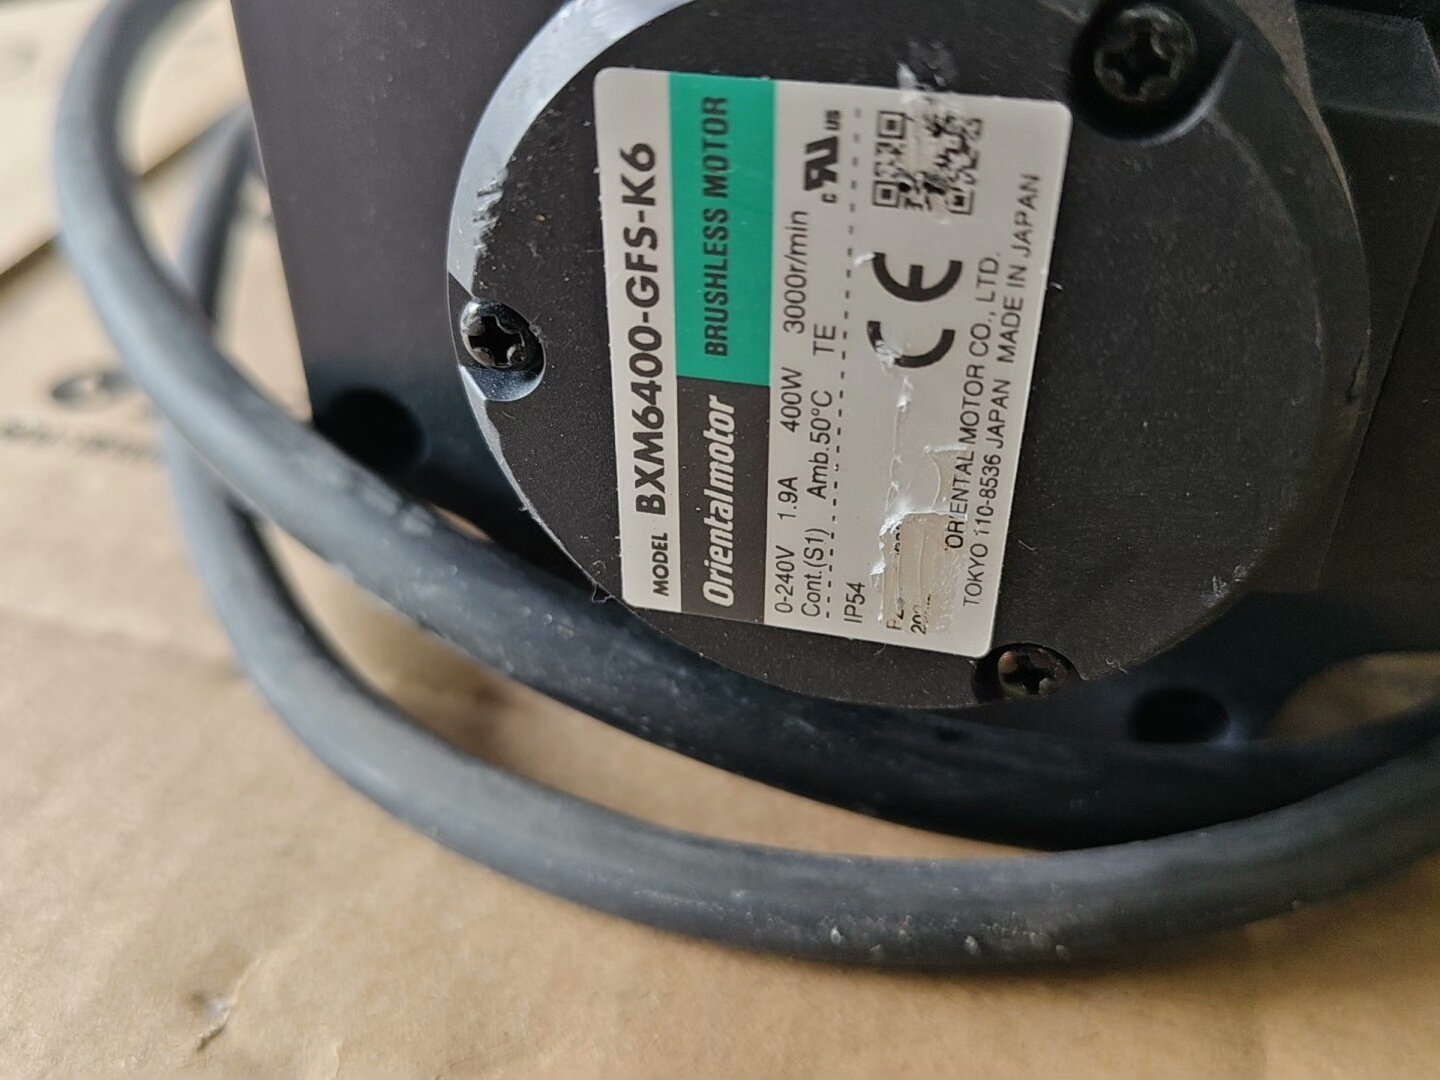 MODEL BXM6400-GFS-K6
Orientalmotor BRUSHLESS MOTOR
0-240V 1.9A 400W 3000r/min
Cont.(S1) Amb.50°C TE
c UR US
IP54
CE
ORIENTAL MOTOR CO., LTD.
TOKYO 110-8536 JAPAN MADE IN JAPAN